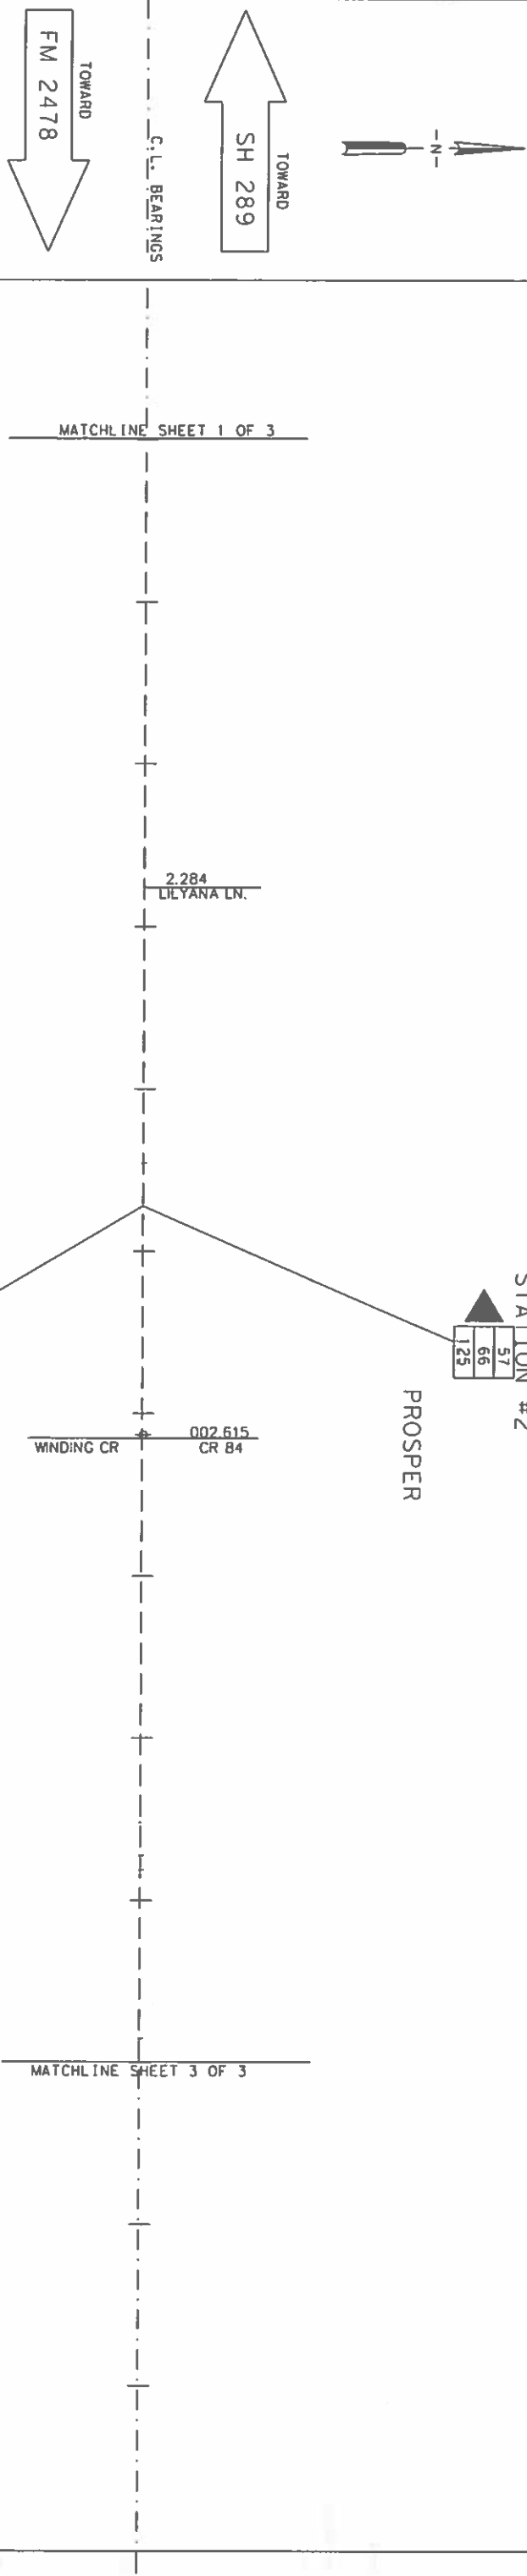 TOWARD
FM 2478
C.L. BEARINGS
TOWARD
SH 289
-N-
MATCHLINE SHEET 1 OF 3
2.284
LILYANA LN.
STATION #2
57
66
125
PROSPER
002.615
WINDING CR CR 84
MATCHLINE SHEET 3 OF 3